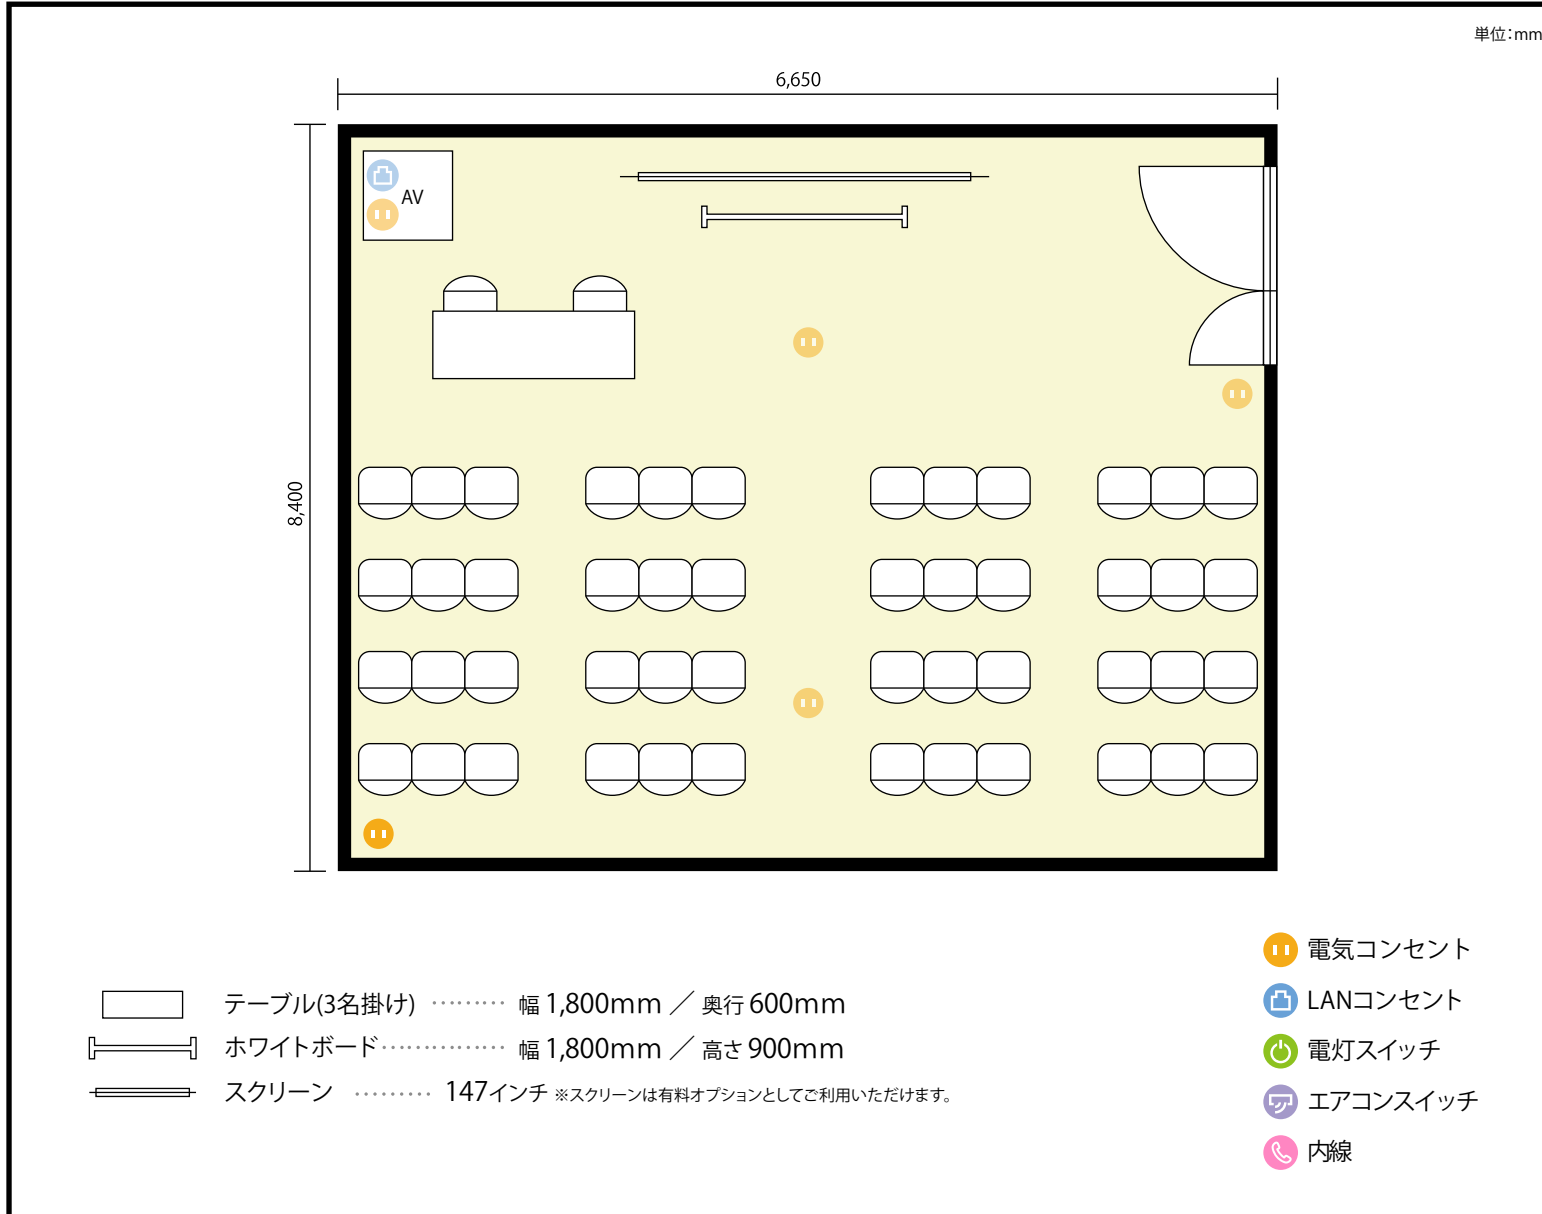 単位：mm
6,650
AV
8,400
テーブル(3名掛け) ········· 幅 1,800mm ／ 奥行 600mm
ホワイトボード ··············· 幅 1,800mm ／ 高さ 900mm
スクリーン ········· 147インチ ※スクリーンは有料オプションとしてご利用いただけます。
電気コンセント
LANコンセント
電灯スイッチ
エアコンスイッチ
内線